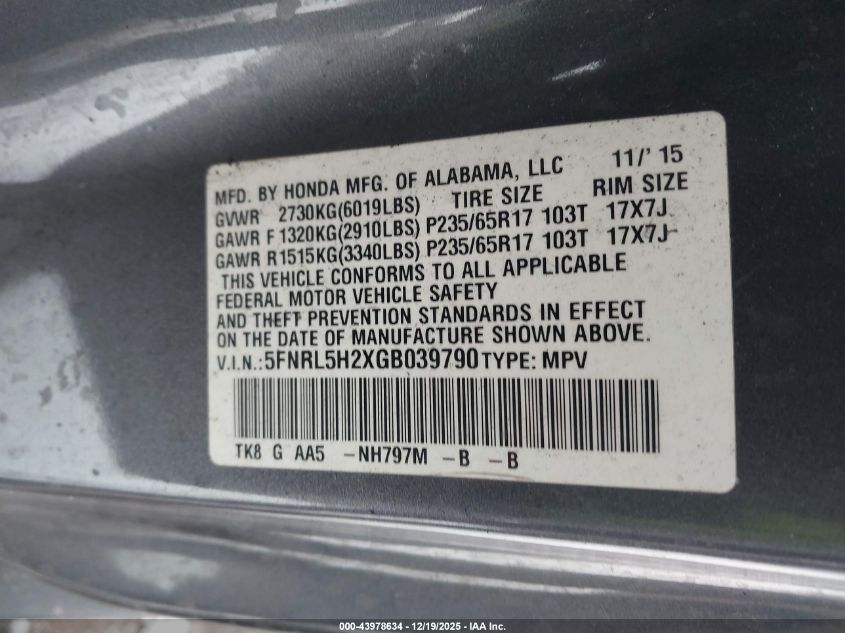 MFD. BY HONDA MFG. OF ALABAMA, LLC 11/' 15
GVWR 2730KG(6019LBS) TIRE SIZE RIM SIZE
GAWR F 1320KG(2910LBS) P235/65R17 103T 17X7J
GAWR R1515KG(3340LBS) P235/65R17 103T 17X7J
THIS VEHICLE CONFORMS TO ALL APPLICABLE
FEDERAL MOTOR VEHICLE SAFETY
AND THEFT PREVENTION STANDARDS IN EFFECT
ON THE DATE OF MANUFACTURE SHOWN ABOVE.
V.I.N.:5FNRL5H2XGB039790 TYPE: MPV
TK8 G AA5 -NH797M -B -B
000-43978634 - 12/19/2025 - IAA Inc.